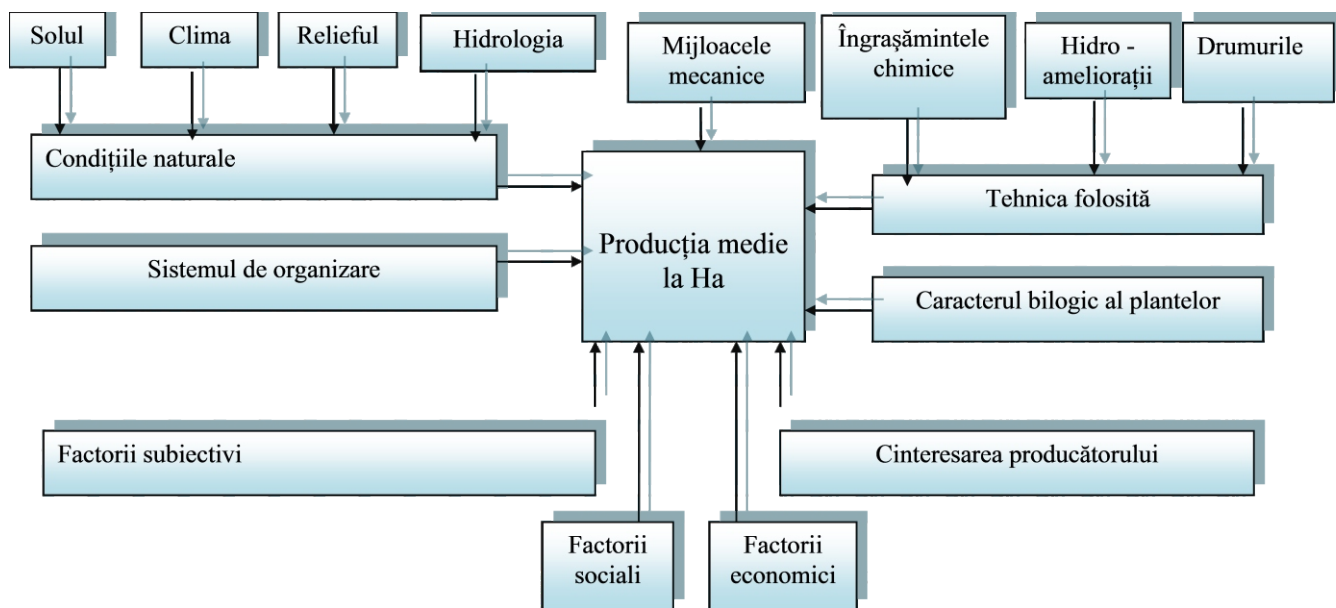 Solul
Clima
Relieful
Hidrologia
Mijloacele
mecanice
Îngrașămintele
chimice
Hidro -
ameliorații
Drumurile
Condițiile naturale
Producția medie
la Ha
Tehnica folosită
Sistemul de organizare
Caracterul bilogic al plantelor
Factorii subiectivi
Cinteresarea producătorului
Factorii
sociali
Factorii
economici